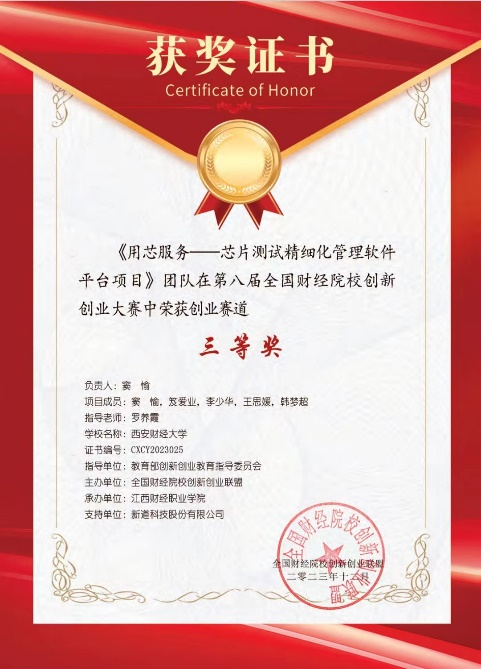 获奖证书
Certificate of Honor
《用芯服务——芯片测试精细化管理软件
平台项目》团队在第八届全国财经院校创新
创业大赛中荣获创业赛道
三等奖
负责人：窦 愉
项目成员：窦 愉，笈爱业，李少华，王思媛，韩梦超
指导老师：罗养霞
学校名称：西安财经大学
证书编号：CXCY2023025
指导单位：教育部创新创业教育指导委员会
主办单位：全国财经院校创新创业联盟
承办单位：江西财经职业学院
支持单位：新道科技股份有限公司
全国财经院校创新创业联盟
全国财经院校创新创业联盟
二〇二三年十二月